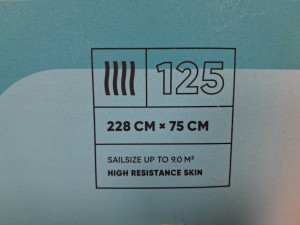 125
228 CM × 75 CM
SAILSIZE UP TO 9.0 M²
HIGH RESISTANCE SKIN